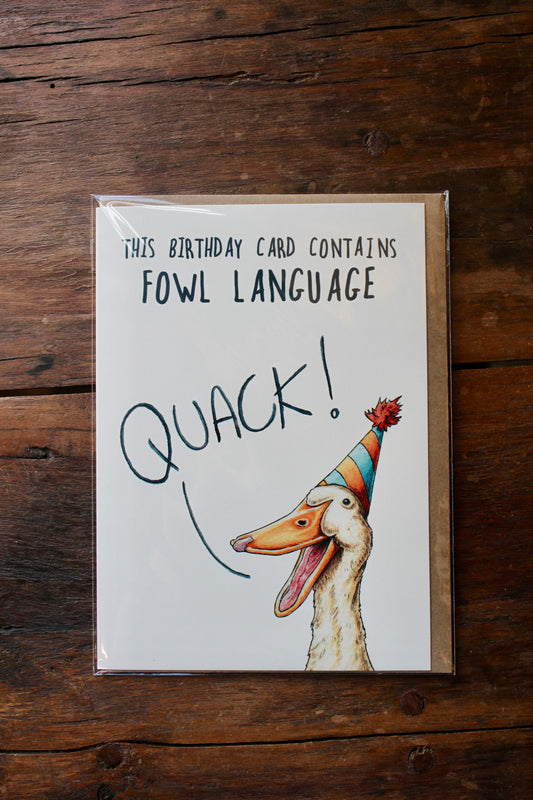 THIS BIRTHDAY CARD CONTAINS
FOWL LANGUAGE
QUACK!